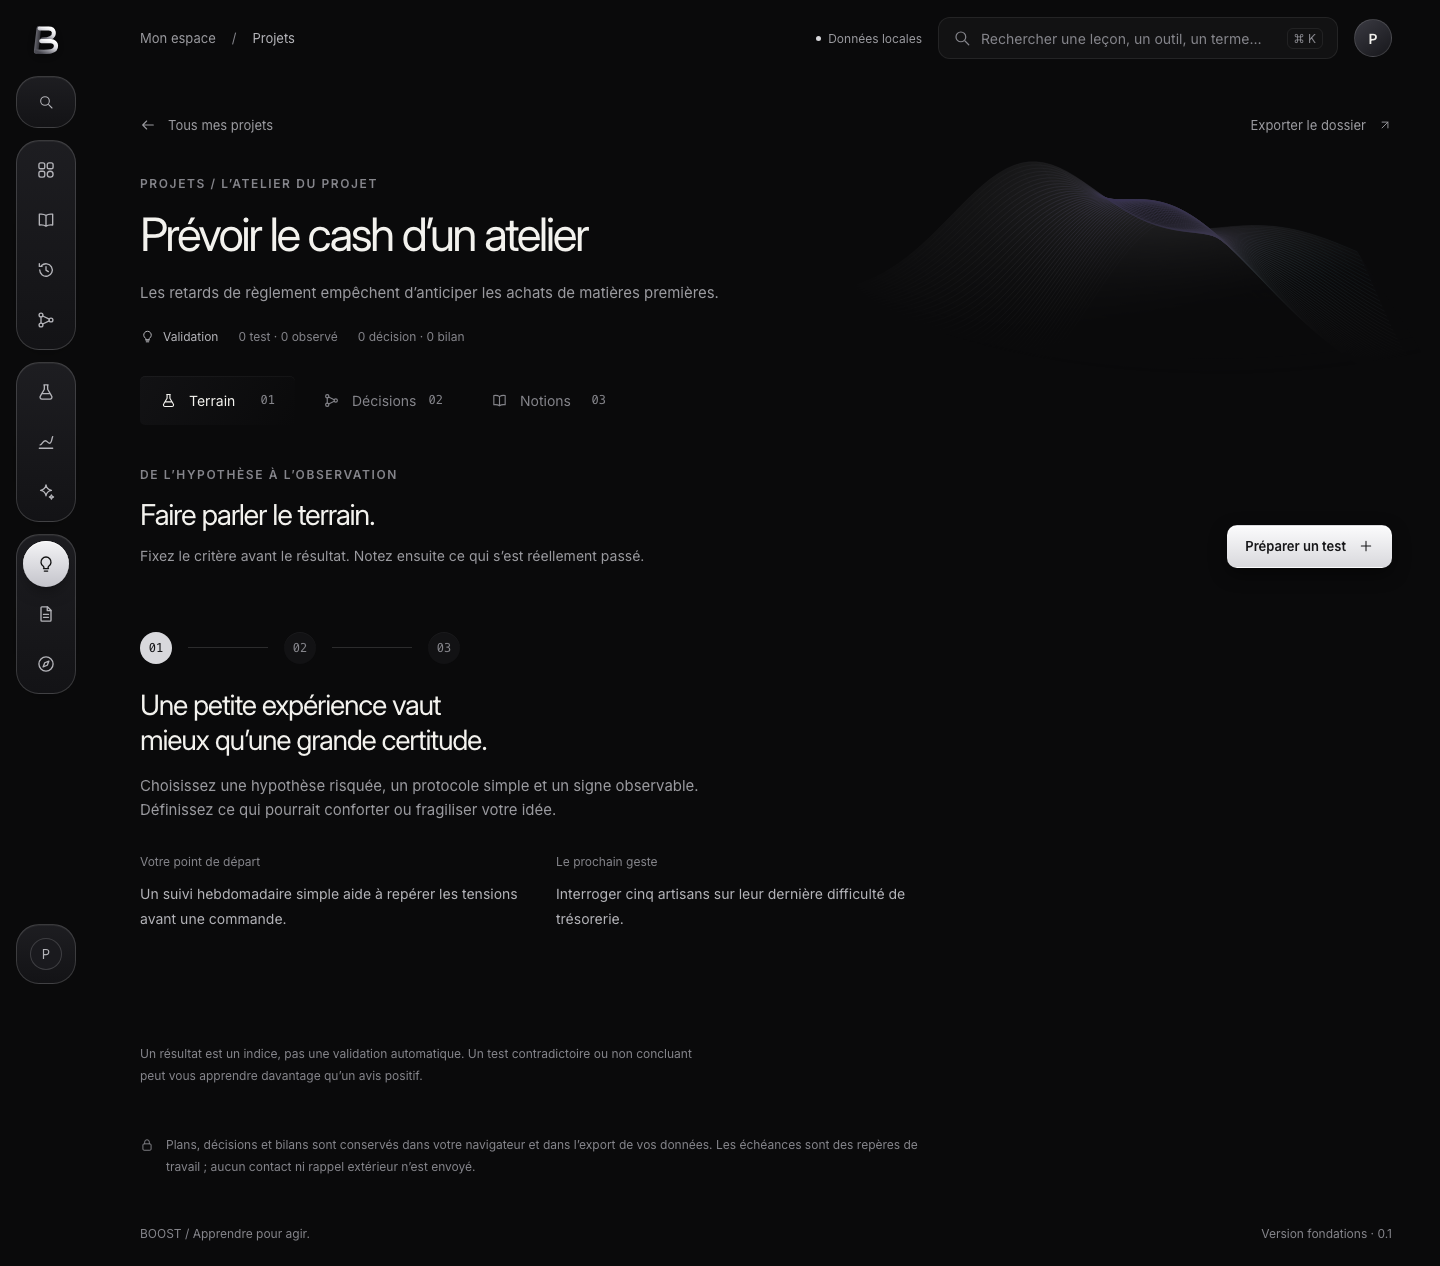 B
Mon espace / Projets
Données locales
Rechercher une leçon, un outil, un terme...
⌘ K
P
Tous mes projets
Exporter le dossier
PROJETS / L’ATELIER DU PROJET
Prévoir le cash d’un atelier
Les retards de règlement empêchent d’anticiper les achats de matières premières.
Validation 0 test · 0 observé 0 décision · 0 bilan
Terrain 01 Décisions 02 Notions 03
DE L’HYPOTHÈSE À L’OBSERVATION
Faire parler le terrain.
Fixez le critère avant le résultat. Notez ensuite ce qui s’est réellement passé.
Préparer un test
01 02 03
Une petite expérience vaut
mieux qu’une grande certitude.
Choisissez une hypothèse risquée, un protocole simple et un signe observable.
Définissez ce qui pourrait conforter ou fragiliser votre idée.
Votre point de départ
Un suivi hebdomadaire simple aide à repérer les tensions
avant une commande.
Le prochain geste
Interroger cinq artisans sur leur dernière difficulté de
trésorerie.
P
Un résultat est un indice, pas une validation automatique. Un test contradictoire ou non concluant
peut vous apprendre davantage qu’un avis positif.
Plans, décisions et bilans sont conservés dans votre navigateur et dans l’export de vos données. Les échéances sont des repères de
travail ; aucun contact ni rappel extérieur n’est envoyé.
BOOST / Apprendre pour agir.
Version fondations · 0.1